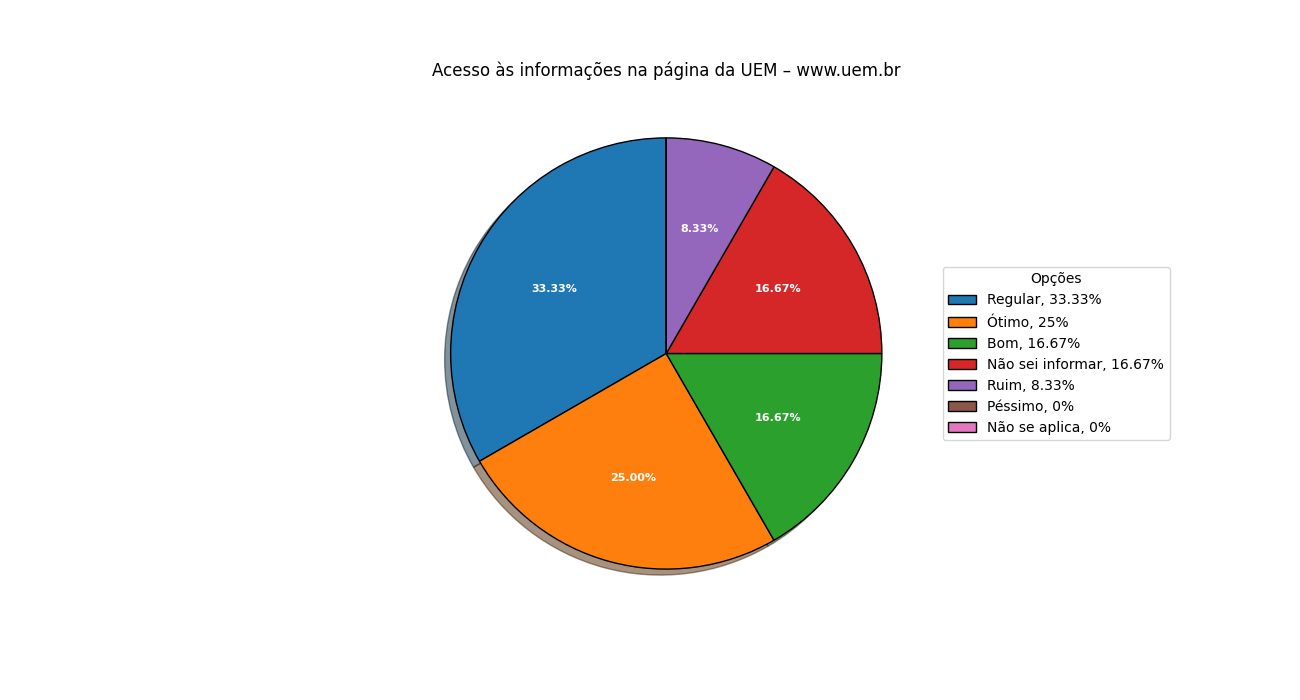 Acesso às informações na página da UEM – www.uem.br
8.33%
33.33%
16.67%
16.67%
25.00%
Opções
Regular, 33.33%
Ótimo, 25%
Bom, 16.67%
Não sei informar, 16.67%
Ruim, 8.33%
Péssimo, 0%
Não se aplica, 0%